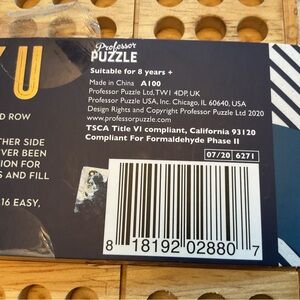 KU
Professor
PUZZLE
Suitable for 8 years +
Made in China A100
Professor Puzzle Ltd, TW1 4DP, UK
Professor Puzzle USA, Inc. Chicago, IL 60640, USA
Design Rights and Copyright Professor Puzzle Ltd 2020
www.professorpuzzle.com
TSCA Title VI compliant, California 93120
Compliant For Formaldehyde Phase II
07/20 6271
D ROW
THER SIDE
VER BEEN
ION FOR
S AND FILL
16 EASY,
8 18192 02880 7